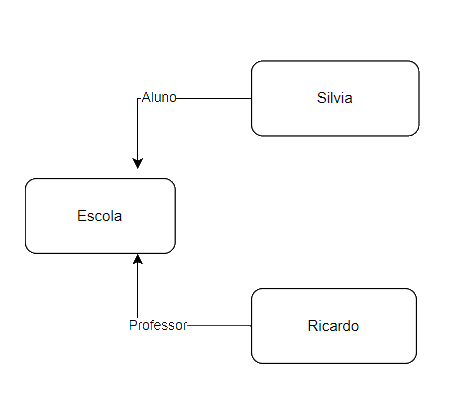 Aluno
Silvia
Escola
Professor
Ricardo